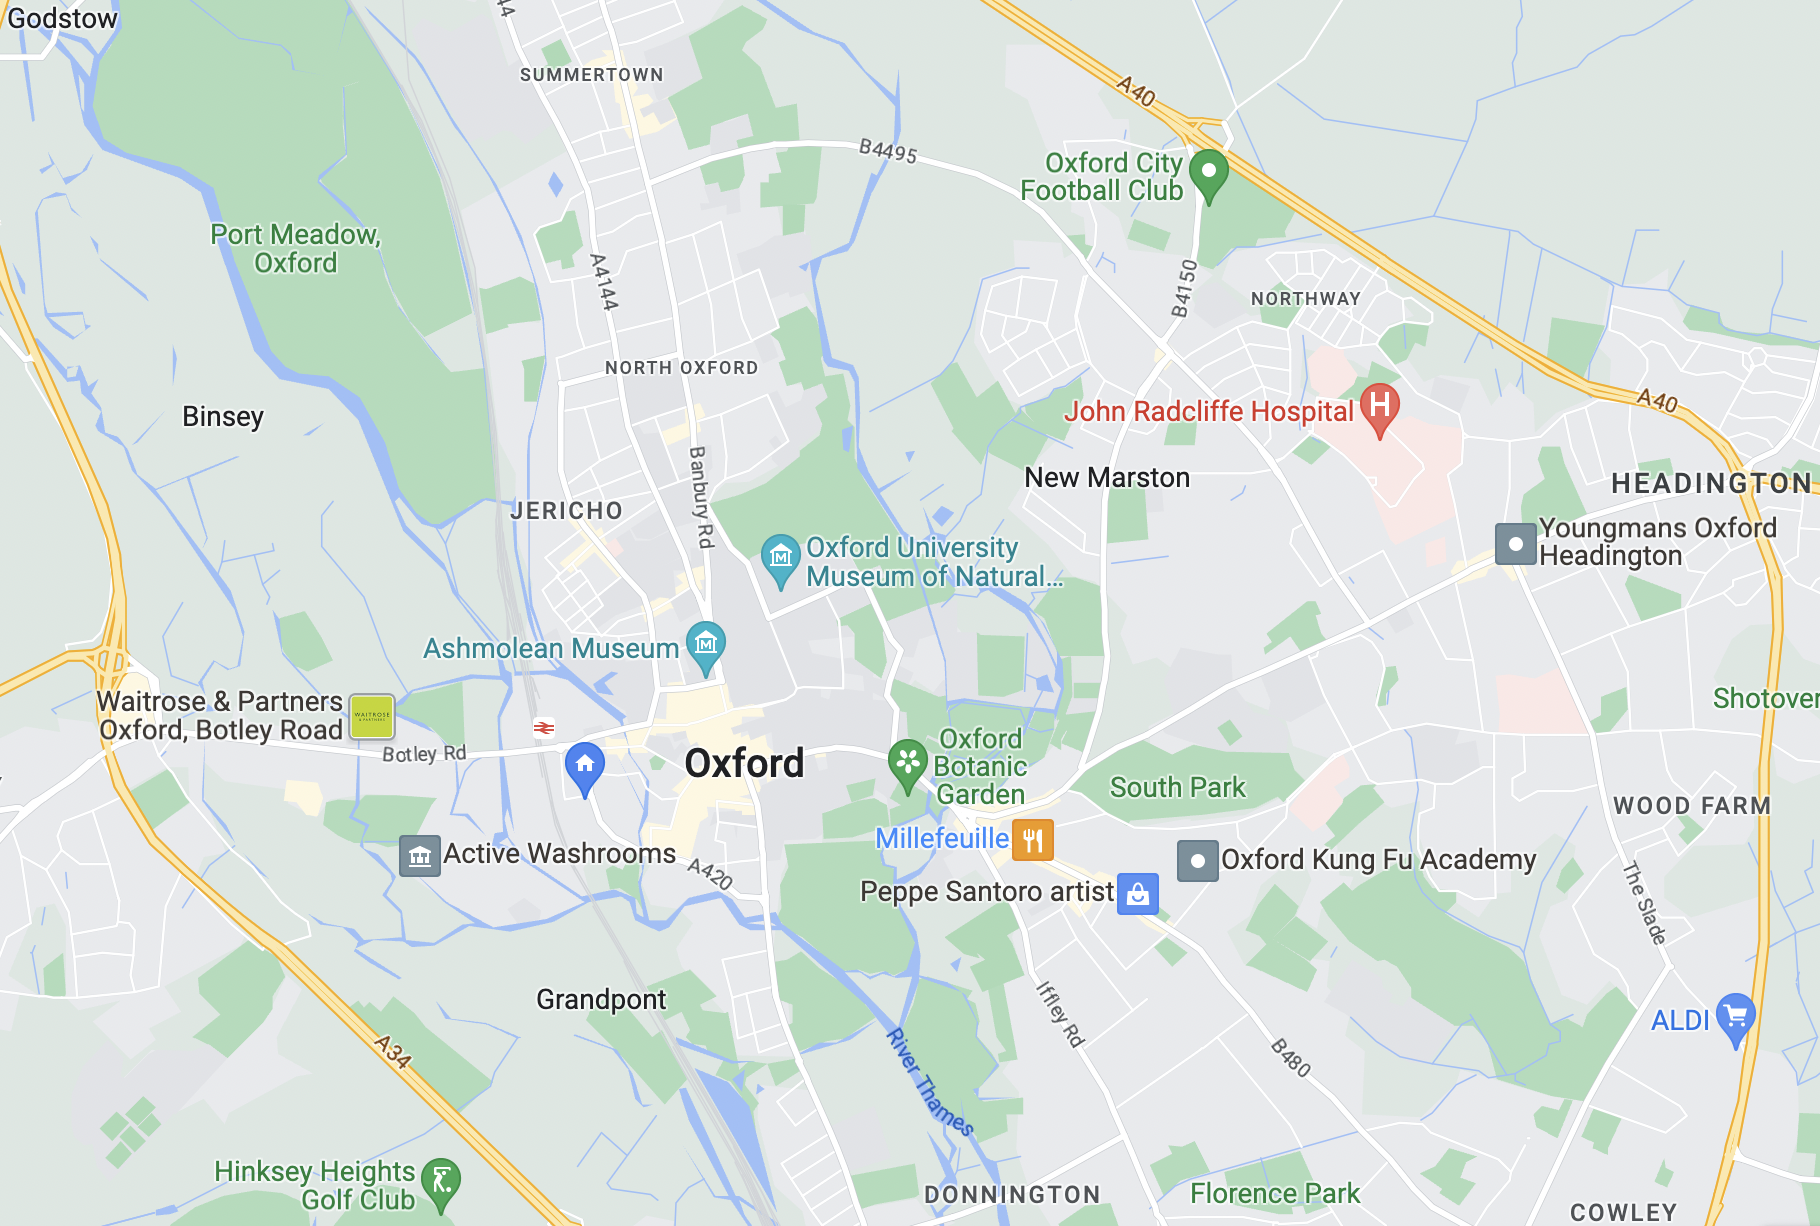 Godstow
44
SUMMERTOWN
A40
B4495
Oxford City
Football Club
Port Meadow,
Oxford
A4144
B4150
NORTHWAY
NORTH OXFORD
Binsey
John Radcliffe Hospital
H
A40
New Marston
HEADINGTON
Banbury Rd
JERICHO
Youngmans Oxford
Headington
Oxford University
Museum of Natural...
M
Ashmolean Museum
M
Waitrose & Partners
Oxford, Botley Road
WAITROSE
& PARTNERS
Shotover
Botley Rd
Oxford
Oxford
Botanic
Garden
South Park
WOOD FARM
Millefeuille
Active Washrooms
A420
Oxford Kung Fu Academy
Peppe Santoro artist
The Slade
Grandpont
Iffley Rd
ALDI
A34
River Thames
B480
Hinksey Heights
Golf Club
DONNINGTON
Florence Park
COWLEY